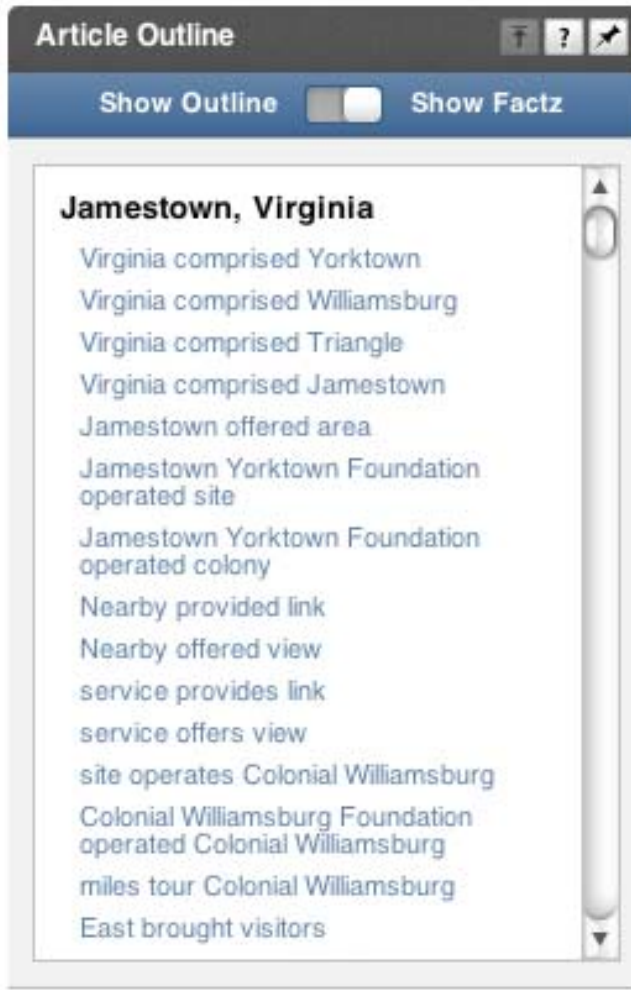 Article Outline ?
Show Outline Show Factz
Jamestown, Virginia
Virginia comprised Yorktown
Virginia comprised Williamsburg
Virginia comprised Triangle
Virginia comprised Jamestown
Jamestown offered area
Jamestown Yorktown Foundation
operated site
Jamestown Yorktown Foundation
operated colony
Nearby provided link
Nearby offered view
service provides link
service offers view
site operates Colonial Williamsburg
Colonial Williamsburg Foundation
operated Colonial Williamsburg
miles tour Colonial Williamsburg
East brought visitors